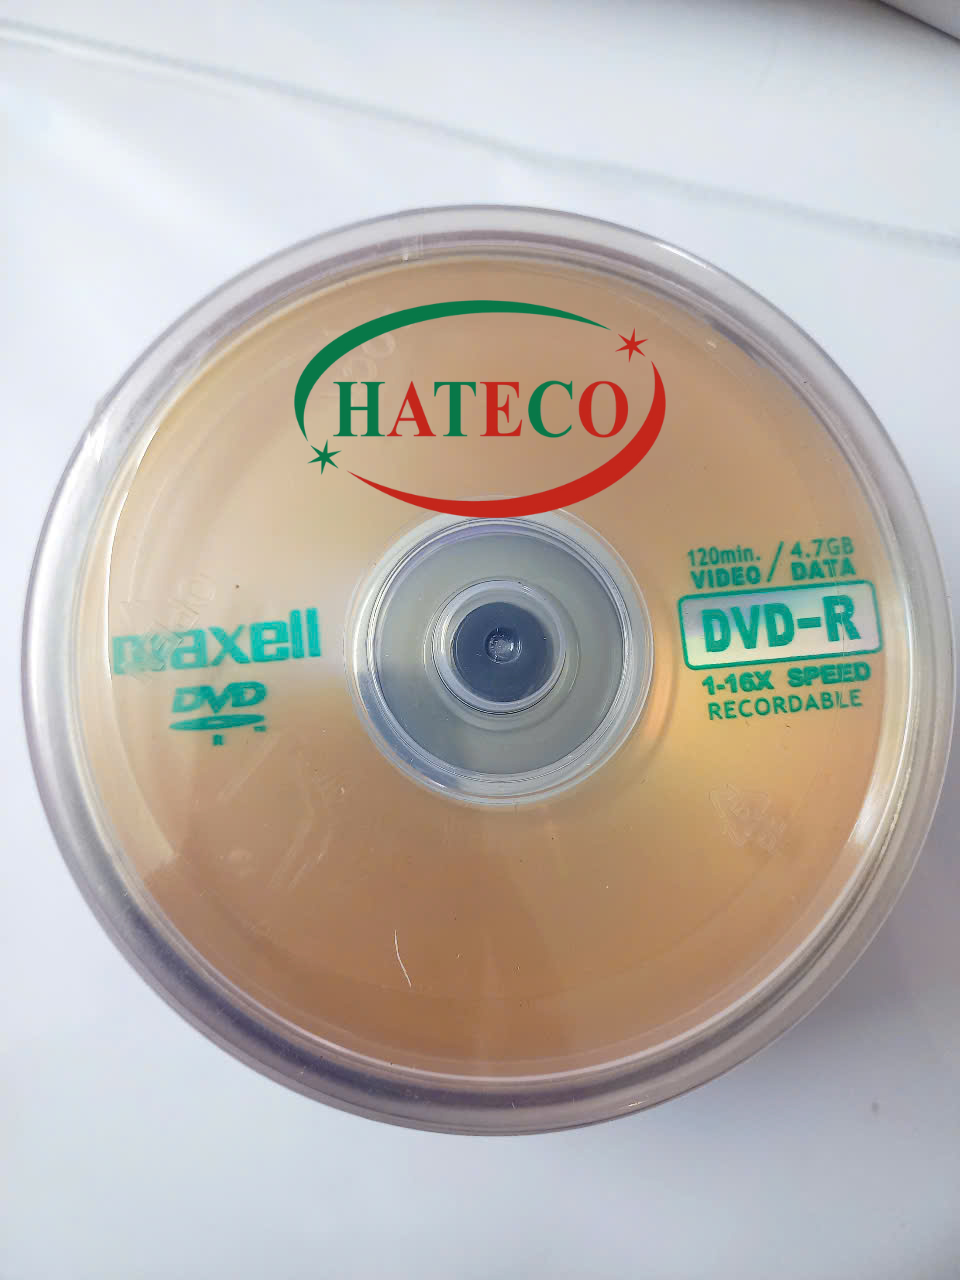 HATECO
maxell
DVD
R
120min. / 4.7GB
VIDEO / DATA
DVD-R
1-16X SPEED
RECORDABLE